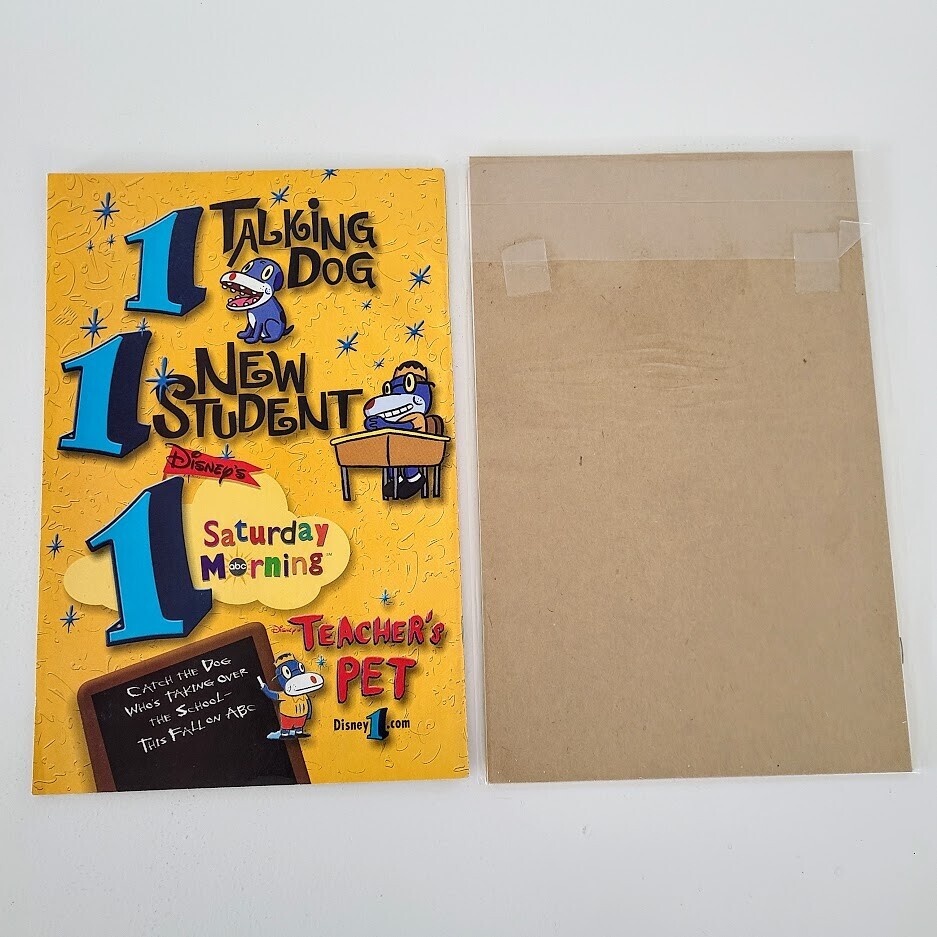 1 TALKING
DOG
1 NEW
STUDENT
DISNEY'S
1 Saturday
Morning™
abc
Disney's
TEACHER'S
PET
CATCH THE DOG
WHO'S TAKING OVER
THE SCHOOL—
THIS FALL ON ABC
Disney1.com